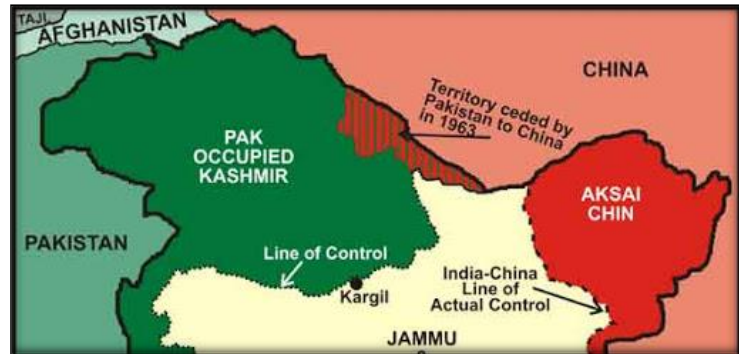 TAJI.
AFGHANISTAN
CHINA
Territory ceded by
Pakistan to China
in 1963
PAK
OCCUPIED
KASHMIR
AKSAI
CHIN
PAKISTAN
Line of Control
India-China
Line of
Actual Control
Kargil
JAMMU